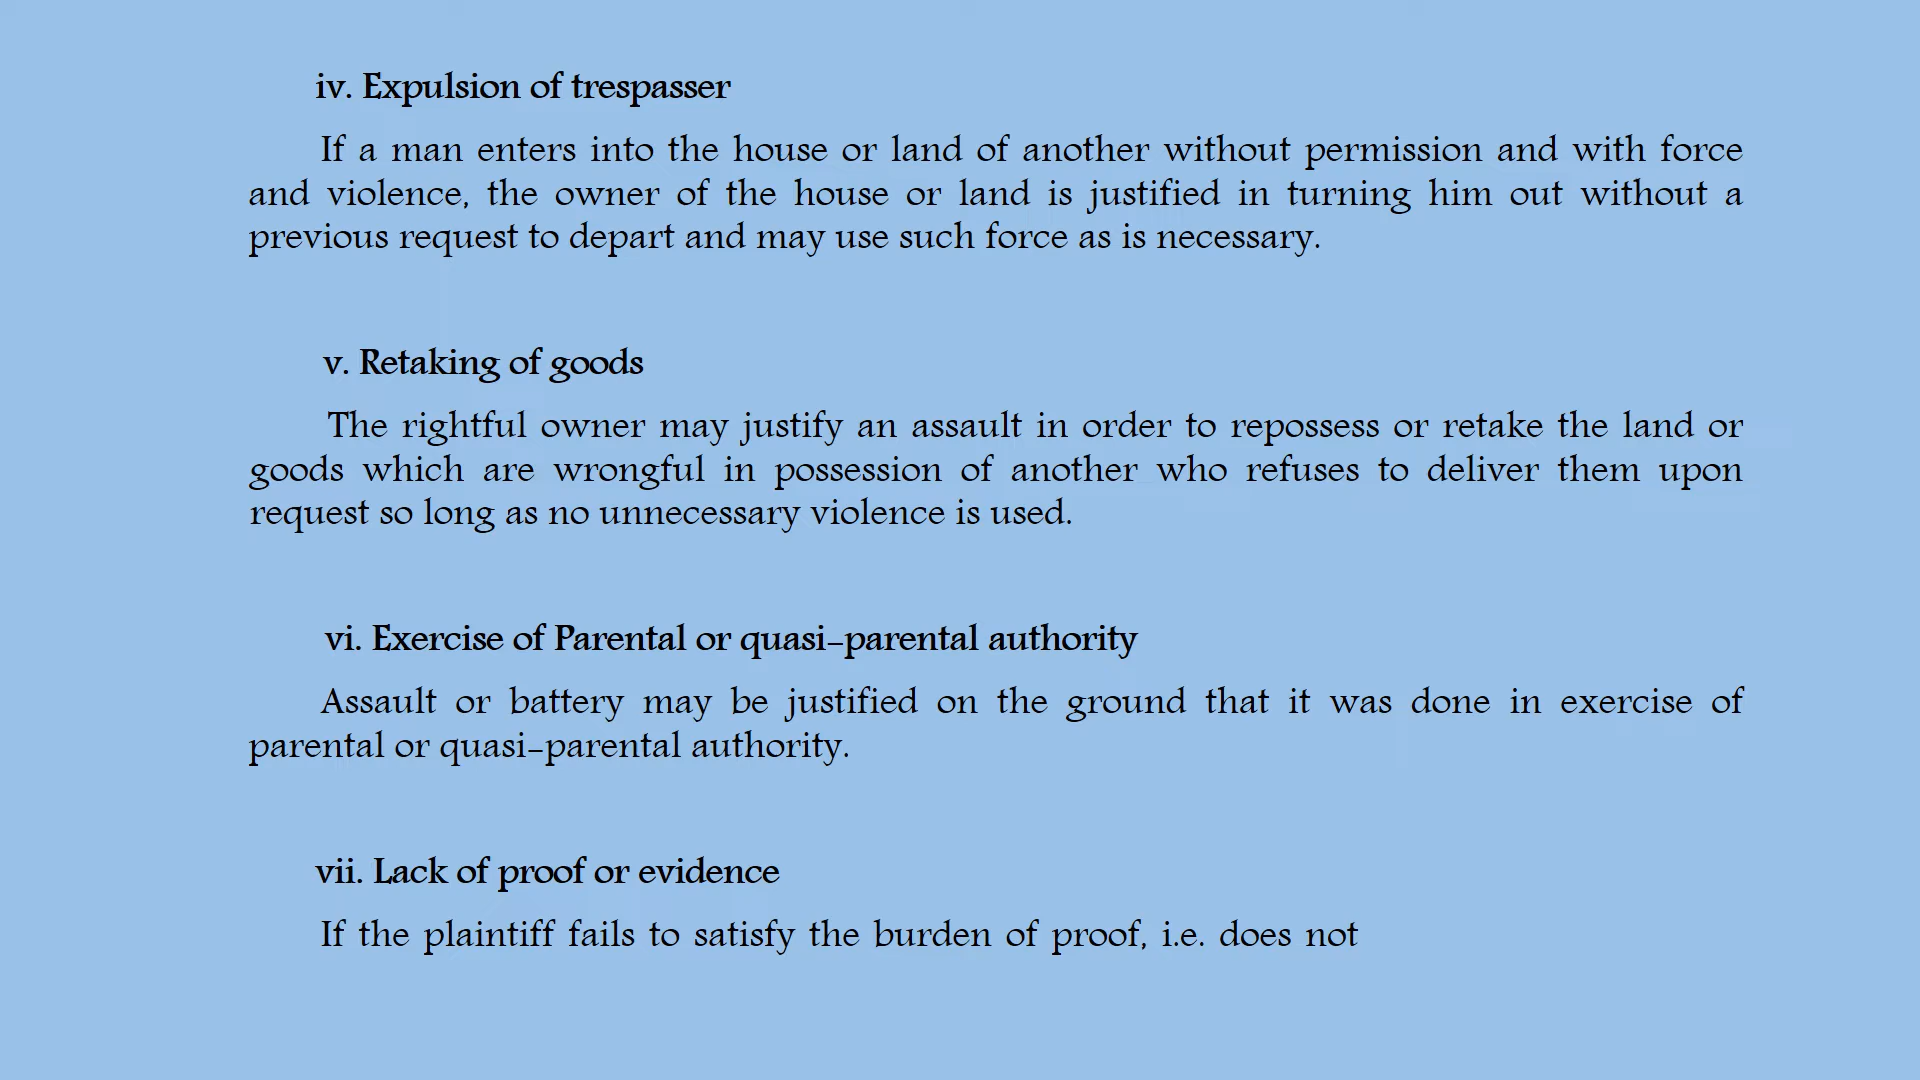 iv. Expulsion of trespasser
If a man enters into the house or land of another without permission and with force
and violence, the owner of the house or land is justified in turning him out without a
previous request to depart and may use such force as is necessary.
v. Retaking of goods
The rightful owner may justify an assault in order to repossess or retake the land or
goods which are wrongful in possession of another who refuses to deliver them upon
request so long as no unnecessary violence is used.
vi. Exercise of Parental or quasi-parental authority
Assault or battery may be justified on the ground that it was done in exercise of
parental or quasi-parental authority.
vii. Lack of proof or evidence
If the plaintiff fails to satisfy the burden of proof, i.e. does not